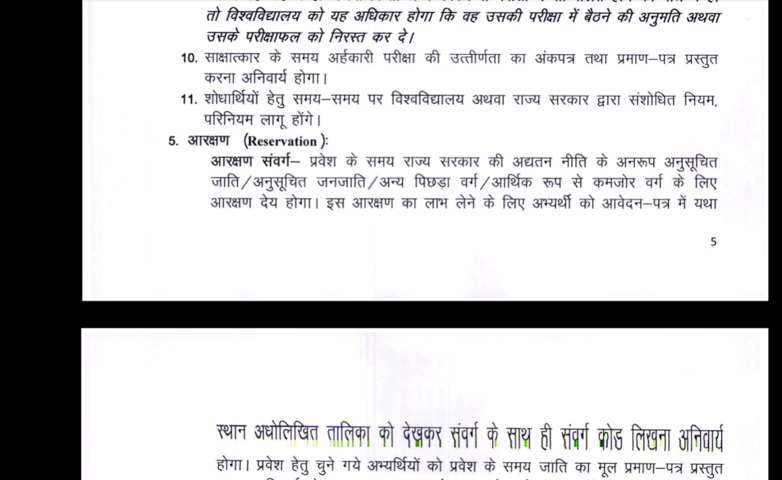 तो विश्वविद्यालय को यह अधिकार होगा कि वह उसकी परीक्षा में बैठने की अनुमति अथवा
उसके परीक्षाफल को निरस्त कर दे।
10. साक्षात्कार के समय अर्हकारी परीक्षा की उत्तीर्णता का अंकपत्र तथा प्रमाण–पत्र प्रस्तुत
करना अनिवार्य होगा।
11. शोधार्थियों हेतु समय–समय पर विश्वविद्यालय अथवा राज्य सरकार द्वारा संशोधित नियम,
परिनियम लागू होंगे।
5. आरक्षण (Reservation):
आरक्षण संवर्ग– प्रवेश के समय राज्य सरकार की अद्यतन नीति के अनरूप अनुसूचित
जाति/अनुसूचित जनजाति/अन्य पिछड़ा वर्ग/आर्थिक रूप से कमजोर वर्ग के लिए
आरक्षण देय होगा। इस आरक्षण का लाभ लेने के लिए अभ्यर्थी को आवेदन–पत्र में यथा
5
स्थान अधोलिखित तालिका को देखकर संवर्ग के साथ ही संवर्ग कोड लिखना अनिवार्य
होगा। प्रवेश हेतु चुने गये अभ्यर्थियों को प्रवेश के समय जाति का मूल प्रमाण–पत्र प्रस्तुत